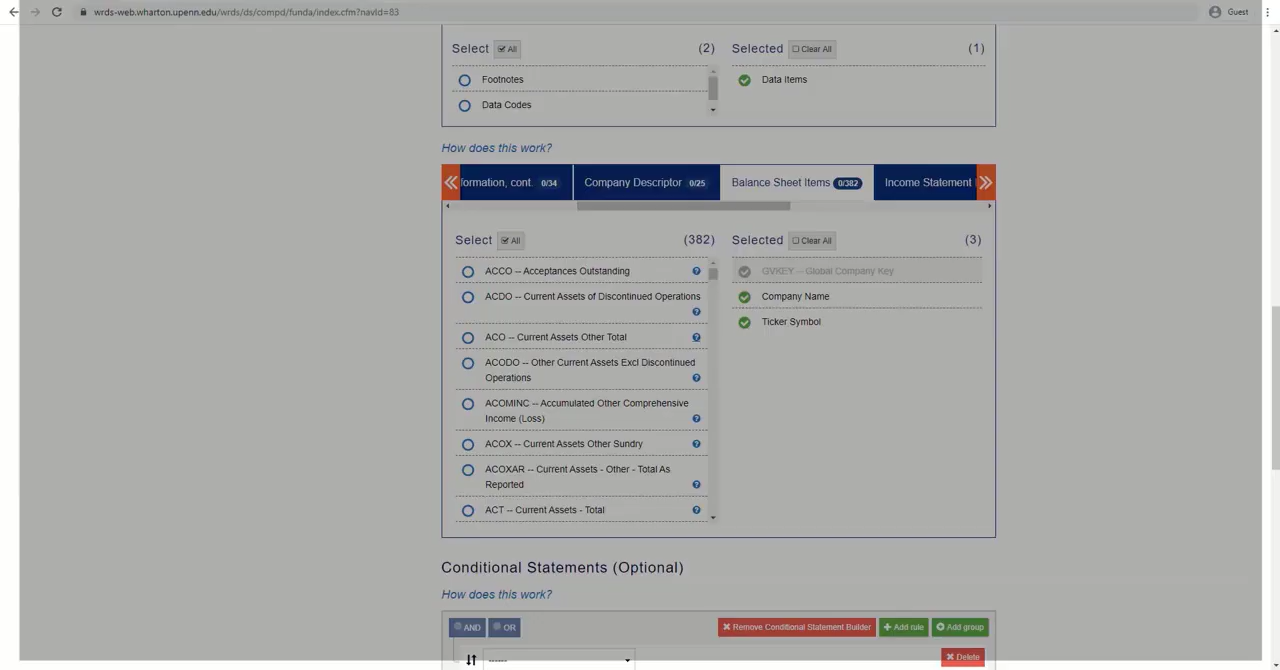 wrds-web.wharton.upenn.edu/wrds/ds/compd/funda/index.cfm?navId=83
Guest
Select All (2)
Selected Clear All (1)
Footnotes
Data Items
Data Codes
How does this work?
formation, cont. 0/34
Company Descriptor 0/25
Balance Sheet Items 0/382
Income Statement
Select All (382)
Selected Clear All (3)
ACCO -- Acceptances Outstanding
GVKEY -- Global Company Key
ACDO -- Current Assets of Discontinued Operations
Company Name
Ticker Symbol
ACO -- Current Assets Other Total
ACODO -- Other Current Assets Excl Discontinued
Operations
ACOMINC -- Accumulated Other Comprehensive
Income (Loss)
ACOX -- Current Assets Other Sundry
ACOXAR -- Current Assets - Other - Total As
Reported
ACT -- Current Assets - Total
Conditional Statements (Optional)
How does this work?
AND OR
Remove Conditional Statement Builder
Add rule
Add group
------
Delete